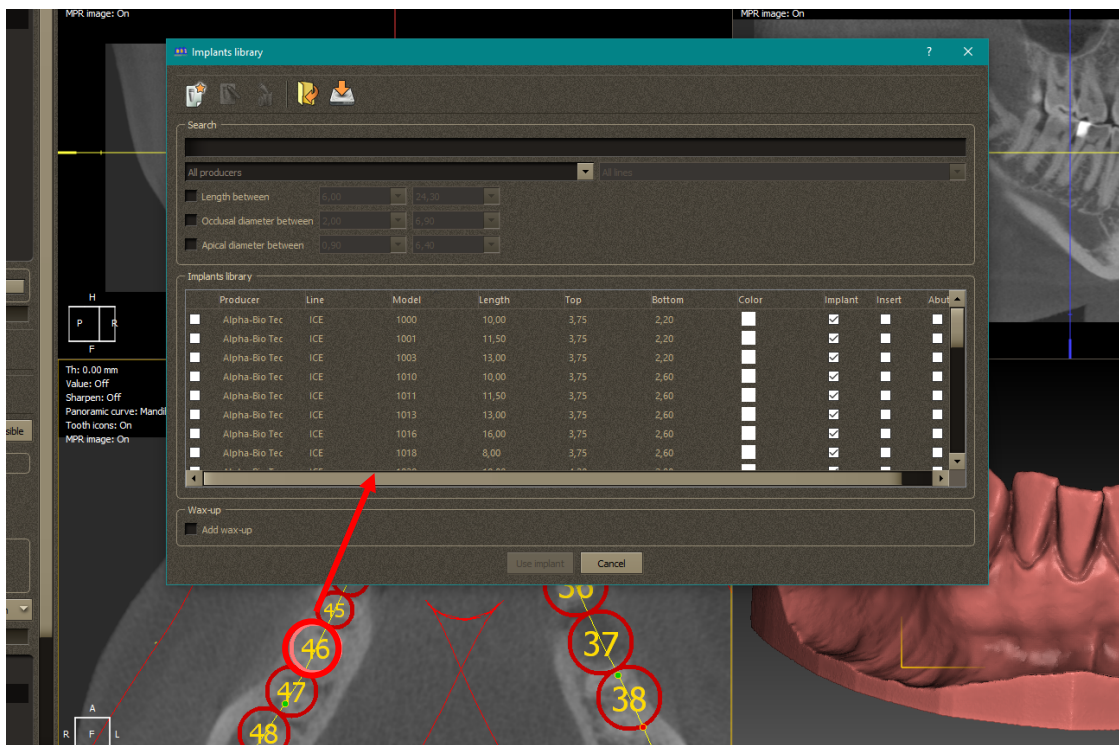 MPR image: On
MPR image: On
Implants library
?
Search
All producers
All lines
Length between 6,00 24,30
Occlusal diameter between 2,00 6,90
Apical diameter between 0,90 6,40
Implants library
Producer Line Model Length Top Bottom Color Implant Insert Abut
Alpha-Bio Tec ICE 1000 10,00 3,75 2,20
Alpha-Bio Tec ICE 1001 11,50 3,75 2,20
Alpha-Bio Tec ICE 1003 13,00 3,75 2,20
Alpha-Bio Tec ICE 1010 10,00 3,75 2,60
Alpha-Bio Tec ICE 1011 11,50 3,75 2,60
Alpha-Bio Tec ICE 1013 13,00 3,75 2,60
Alpha-Bio Tec ICE 1016 16,00 3,75 2,60
Alpha-Bio Tec ICE 1018 8,00 3,75 2,60
Wax-up
Add wax-up
Use implant Cancel
H
P R
F
Th: 0.00 mm
Value: Off
Sharpen: Off
Panoramic curve: Mandi
Tooth icons: On
MPR image: On
sible
36
45
46
37
47
38
48
A
R F L